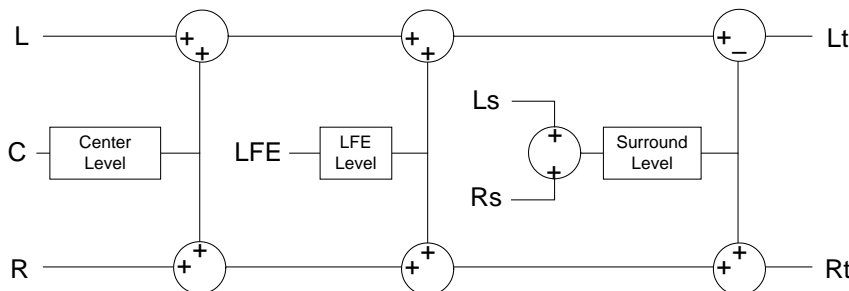 L
+
+
+
+
+
–
Lt
Ls
C
Center
Level
LFE
LFE
Level
+
+
Surround
Level
Rs
R
+
+
+
+
+
+
Rt